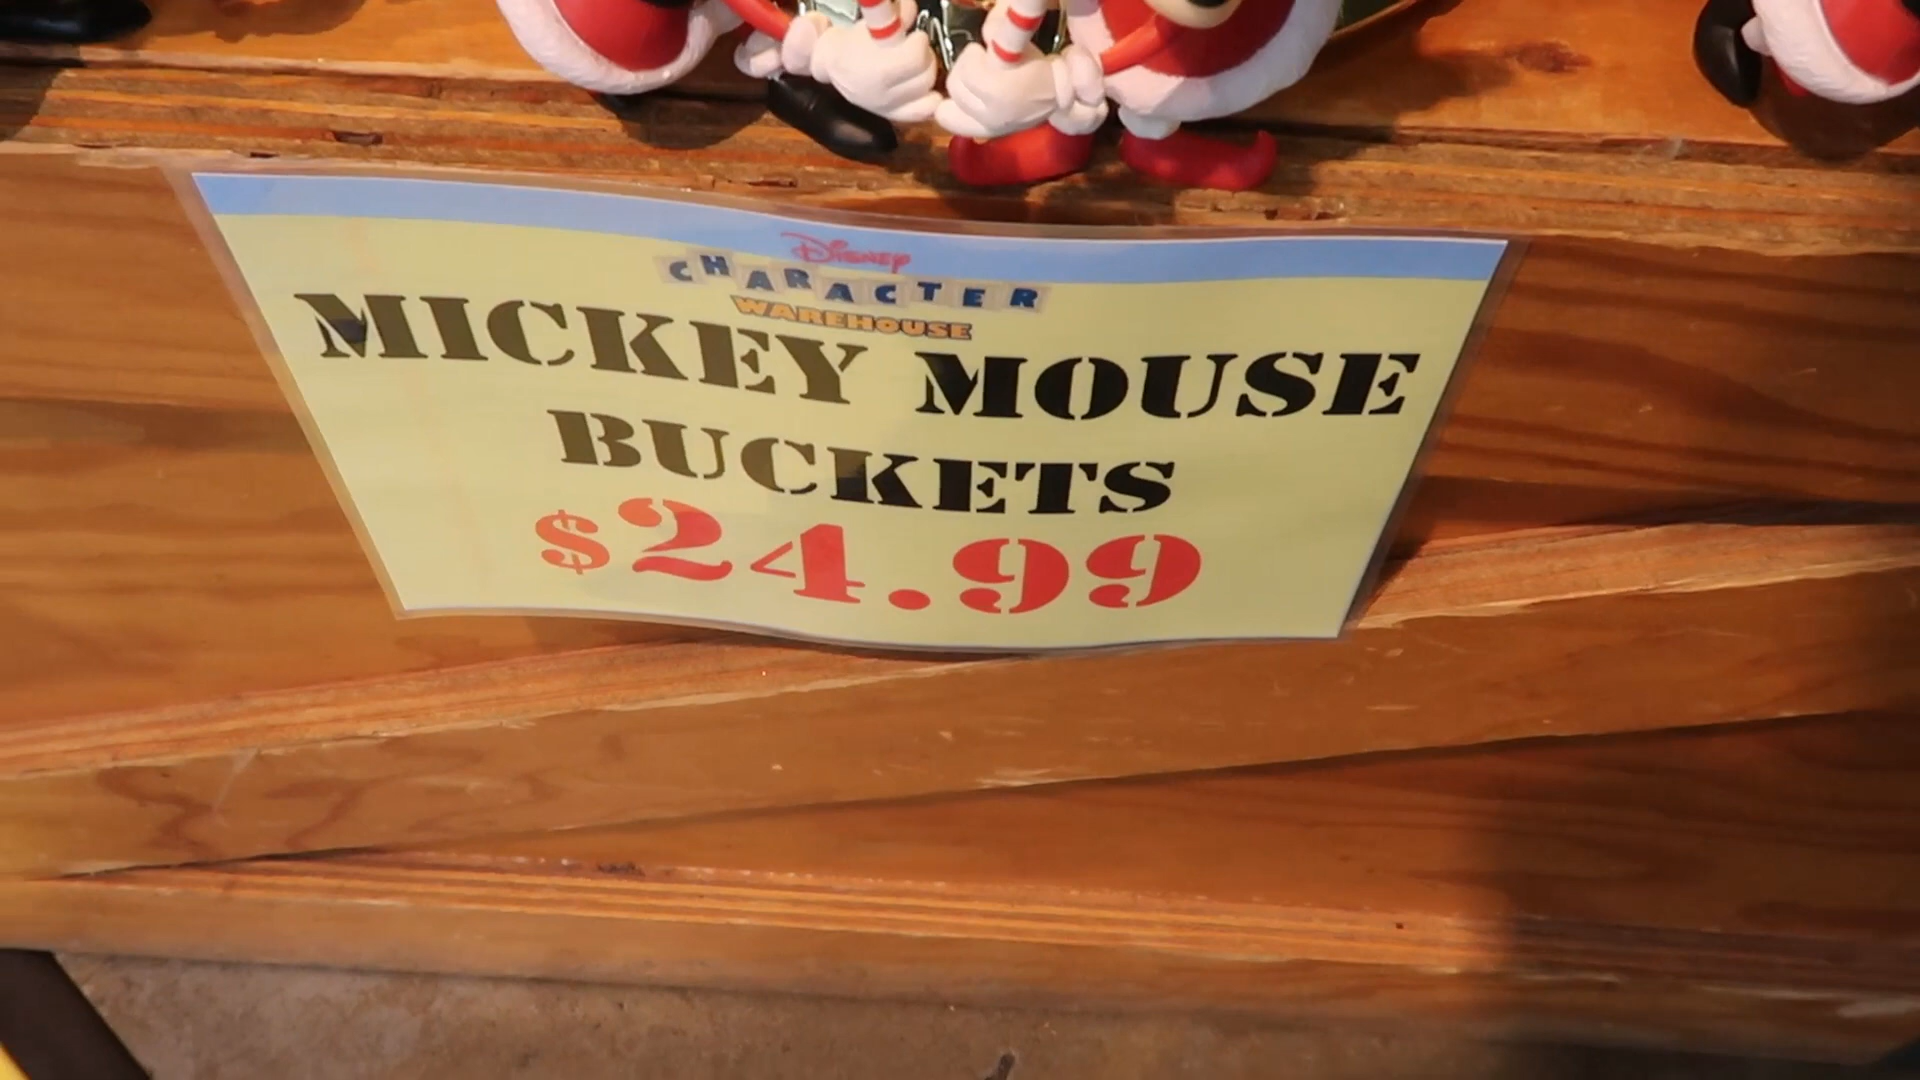 Disney
CHARACTER
WAREHOUSE
MICKEY MOUSE
BUCKETS
$24.99